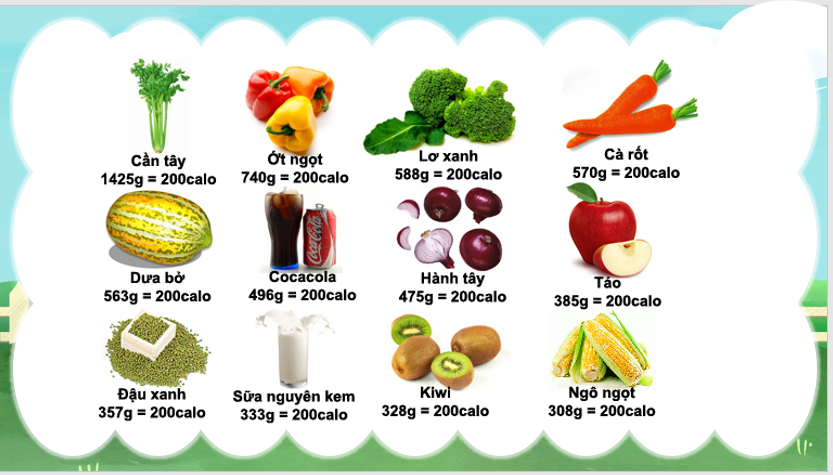 Cần tây
1425g = 200calo
Ớt ngọt
740g = 200calo
Lơ xanh
588g = 200calo
Cà rốt
570g = 200calo
Dưa bở
563g = 200calo
Coca-Cola
Cocacola
496g = 200calo
Hành tây
475g = 200calo
Táo
385g = 200calo
Đậu xanh
357g = 200calo
Sữa nguyên kem
333g = 200calo
Kiwi
328g = 200calo
Ngô ngọt
308g = 200calo